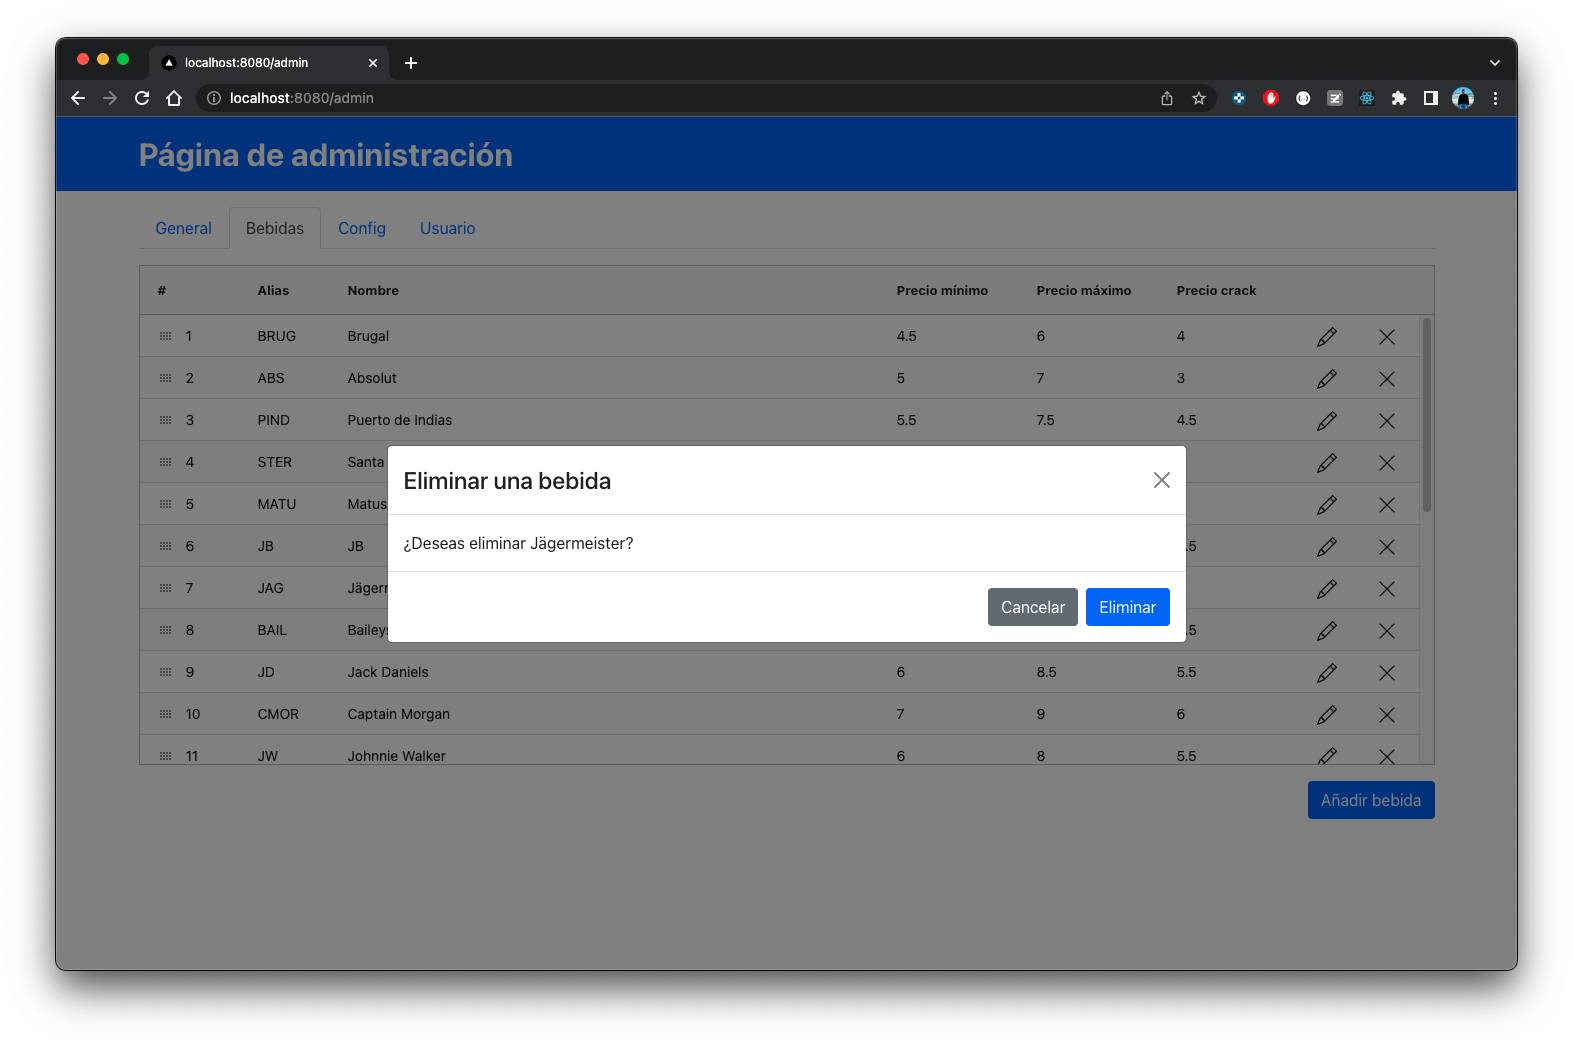 localhost:8080/admin
localhost:8080/admin
Página de administración
General Bebidas Config Usuario
# Alias Nombre Precio mínimo Precio máximo Precio crack
1 BRUG Brugal 4.5 6 4
2 ABS Absolut 5 7 3
3 PIND Puerto de Indias 5.5 7.5 4.5
4 STER Santa
5 MATU Matus
6 JB JB .5
7 JAG Jäger
8 BAIL Baileys .5
9 JD Jack Daniels 6 8.5 5.5
10 CMOR Captain Morgan 7 9 6
11 JW Johnnie Walker 6 8 5.5
Eliminar una bebida
¿Deseas eliminar Jägermeister?
Cancelar Eliminar
Añadir bebida